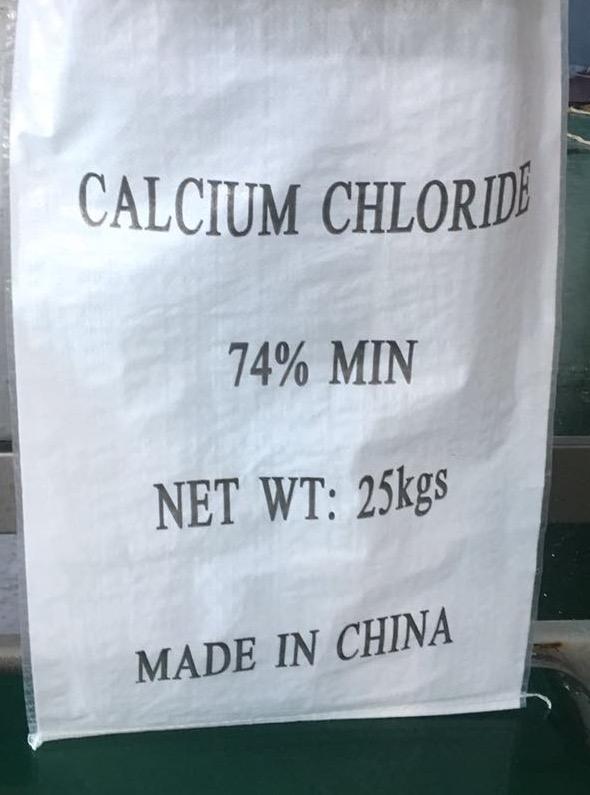 CALCIUM CHLORIDE
74% MIN
NET WT: 25kgs
MADE IN CHINA